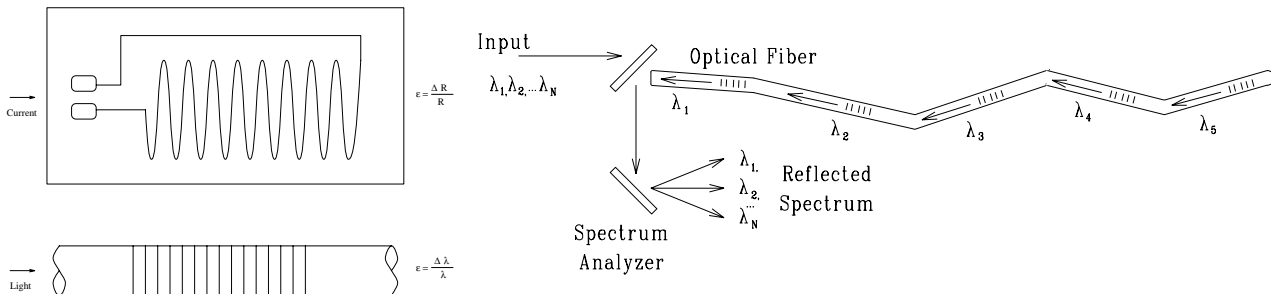 Current
ε=ΔR/R
Light
ε=Δλ/λ
Input
λ1,λ2,...λN
Optical Fiber
λ1
λ2
λ3
λ4
λ5
λ1,
λ2,
...
λN
Reflected
Spectrum
Spectrum
Analyzer